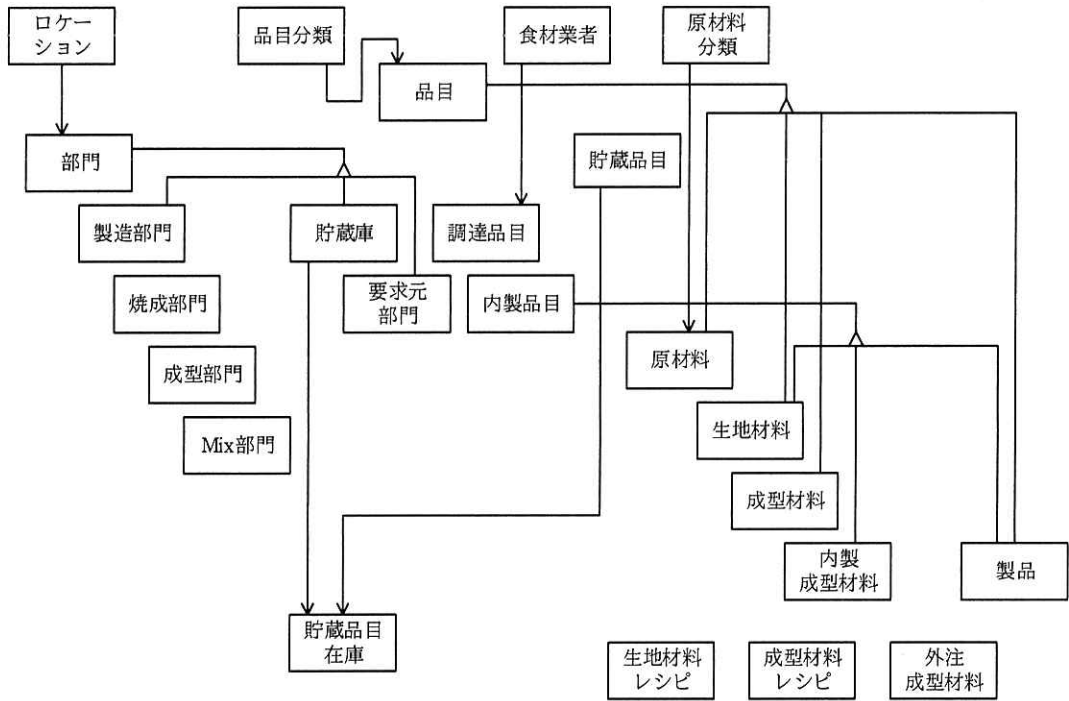 ロケー
ション
品目分類
食材業者
原材料
分類
品目
部門
貯蔵品目
製造部門
貯蔵庫
調達品目
焼成部門
要求元
部門
内製品目
成型部門
原材料
Mix部門
生地材料
成型材料
内製
成型材料
製品
貯蔵品目
在庫
生地材料
レシピ
成型材料
レシピ
外注
成型材料